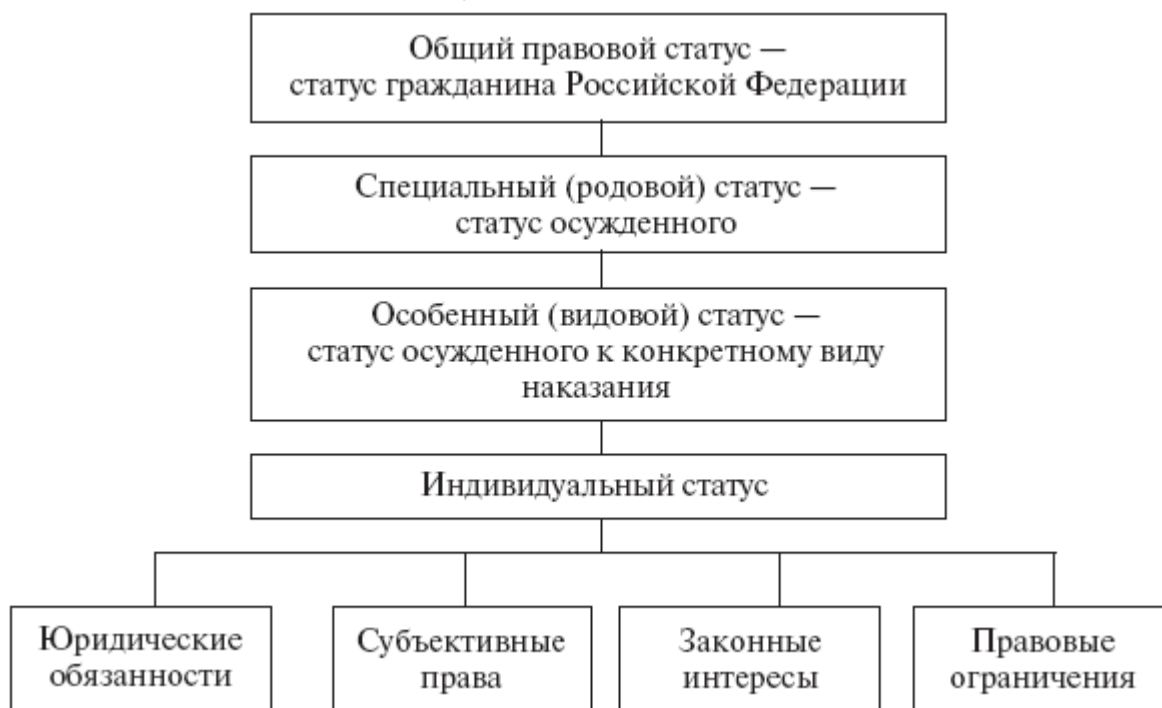 Общий правовой статус —
статус гражданина Российской Федерации
Специальный (родовой) статус —
статус осужденного
Особенный (видовой) статус —
статус осужденного к конкретному виду
наказания
Индивидуальный статус
Юридические
обязанности
Субъективные
права
Законные
интересы
Правовые
ограничения